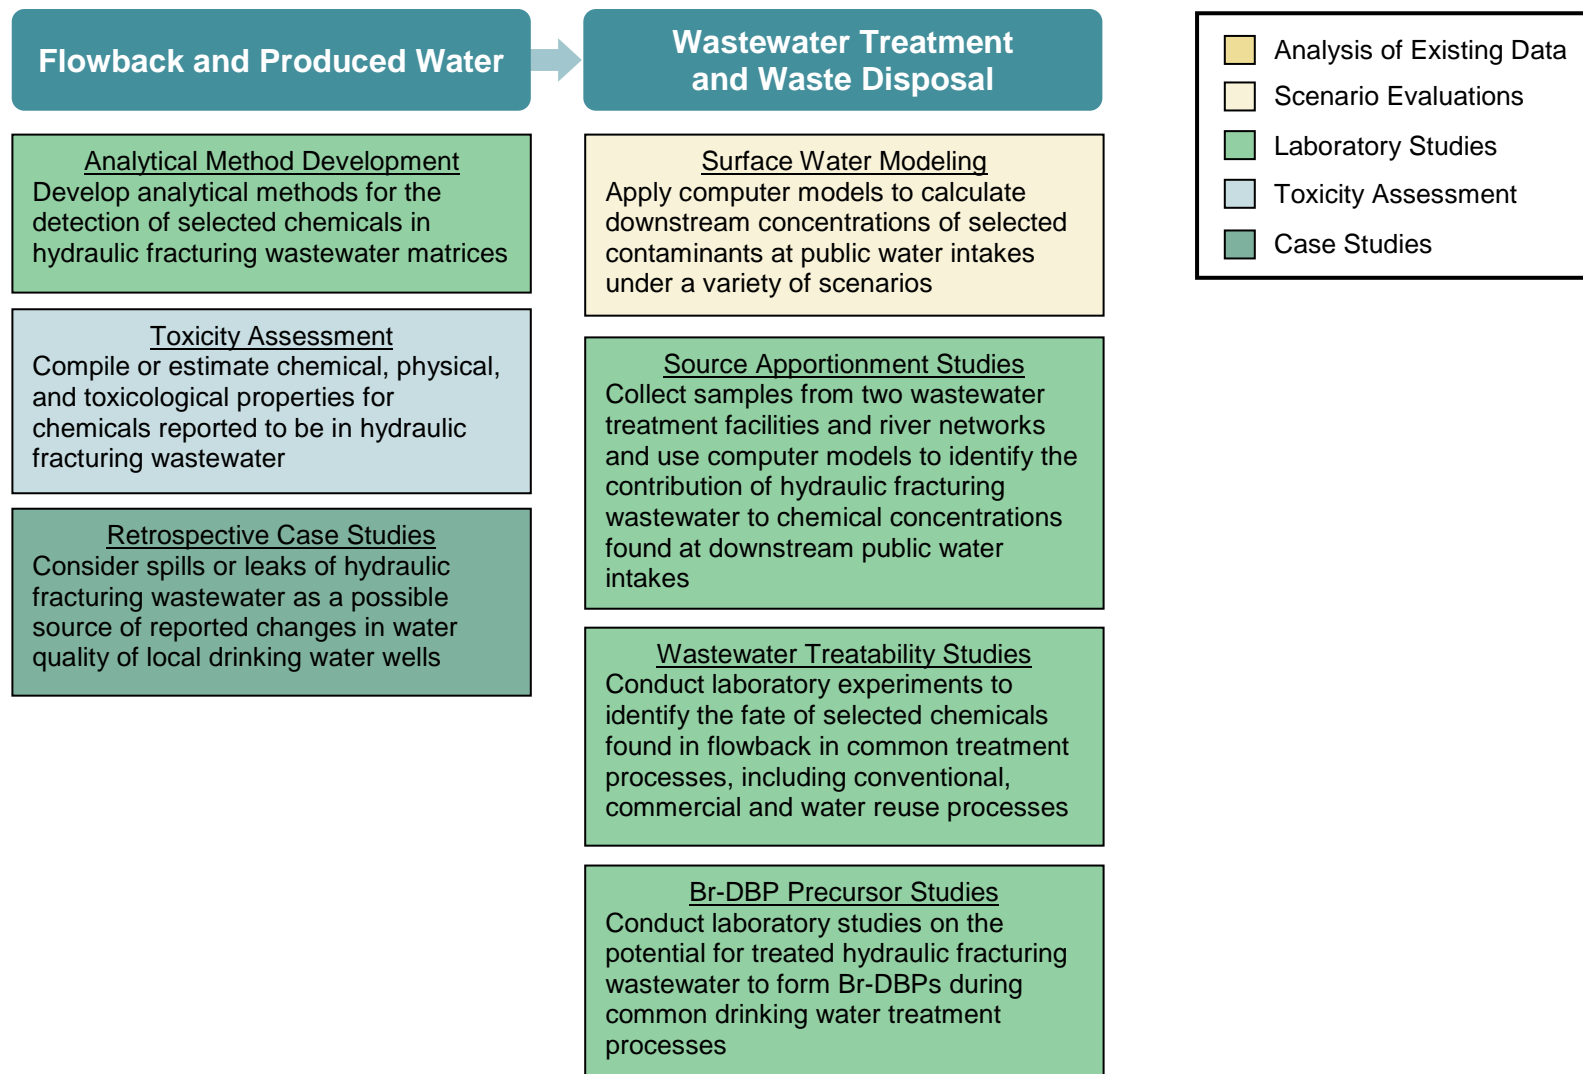 Flowback and Produced Water
Wastewater Treatment
and Waste Disposal
Analytical Method Development
Develop analytical methods for the
detection of selected chemicals in
hydraulic fracturing wastewater matrices
Toxicity Assessment
Compile or estimate chemical, physical,
and toxicological properties for
chemicals reported to be in hydraulic
fracturing wastewater
Retrospective Case Studies
Consider spills or leaks of hydraulic
fracturing wastewater as a possible
source of reported changes in water
quality of local drinking water wells
Surface Water Modeling
Apply computer models to calculate
downstream concentrations of selected
contaminants at public water intakes
under a variety of scenarios
Source Apportionment Studies
Collect samples from two wastewater
treatment facilities and river networks
and use computer models to identify the
contribution of hydraulic fracturing
wastewater to chemical concentrations
found at downstream public water
intakes
Wastewater Treatability Studies
Conduct laboratory experiments to
identify the fate of selected chemicals
found in flowback in common treatment
processes, including conventional,
commercial and water reuse processes
Br-DBP Precursor Studies
Conduct laboratory studies on the
potential for treated hydraulic fracturing
wastewater to form Br-DBPs during
common drinking water treatment
processes
Analysis of Existing Data
Scenario Evaluations
Laboratory Studies
Toxicity Assessment
Case Studies